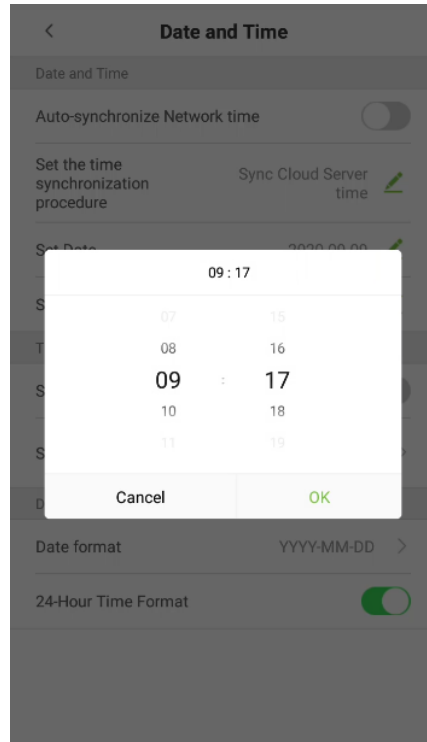 Date and Time
Date and Time
Auto-synchronize Network time
Set the time
synchronization
procedure
Sync Cloud Server
time
Set Date
09 : 17
07 15
08 16
09 : 17
10 18
11 19
Cancel OK
Date format YYYY-MM-DD
24-Hour Time Format